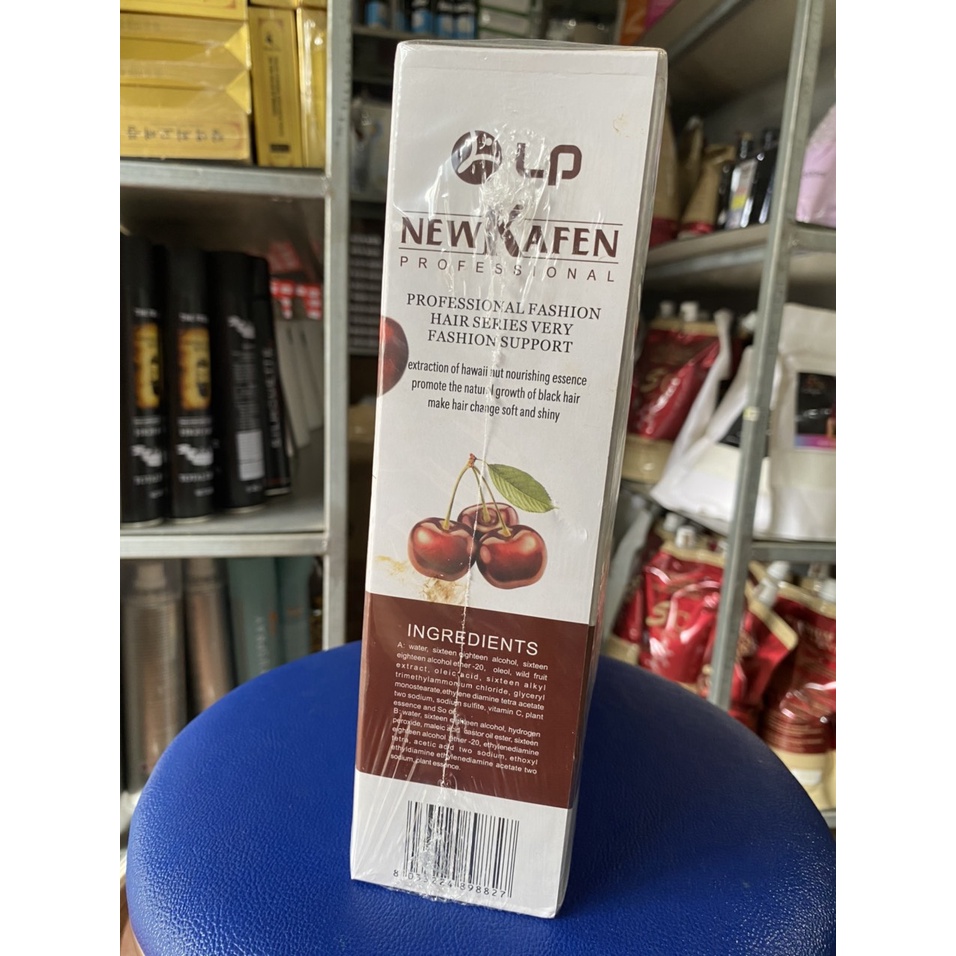 LP
NEWKAFEN
PROFESSIONAL
PROFESSIONAL FASHION
HAIR SERIES VERY
FASHION SUPPORT
extraction of hawaii nut nourishing essence
promote the natural growth of black hair
make hair change soft and shiny
INGREDIENTS
A: water, sixteen eighteen alcohol, sixteen
eighteen alcohol ether -20, oleol, wild fruit
extract, oleic acid, sixteen alkyl
trimethylammonium chloride, glyceryl
monostearate,ethylene diamine tetra acetate
two sodium, sodium sulfite, vitamin C, plant
essence and So on.
B: water, sixteen eighteen alcohol, hydrogen
peroxide, maleic acid castor oil ester, sixteen
eighteen alcohol ether -20, ethylenediamine
tetra, acetic acid two sodium, ethoxyl
ethyldiamine ethylenediamine acetate two
sodium, plant essence.